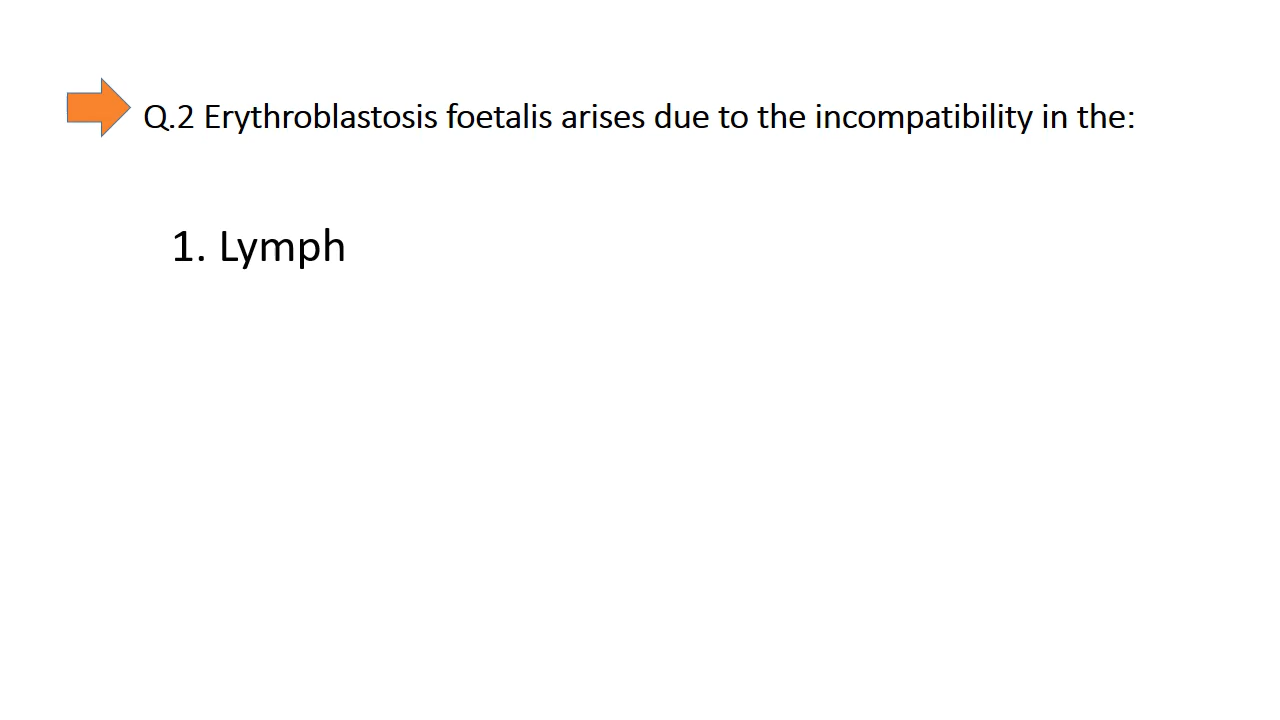 Q.2 Erythroblastosis foetalis arises due to the incompatibility in the:
1. Lymph